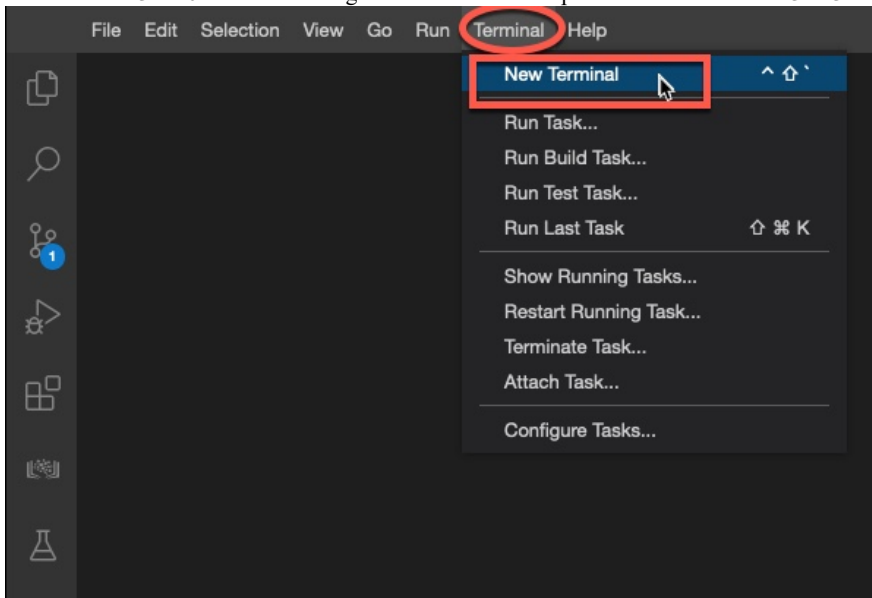 File Edit Selection View Go Run Terminal Help
New Terminal ^ ⇧ `
Run Task...
Run Build Task...
Run Test Task...
Run Last Task ⇧ ⌘ K
1
Show Running Tasks...
Restart Running Task...
Terminate Task...
Attach Task...
Configure Tasks...